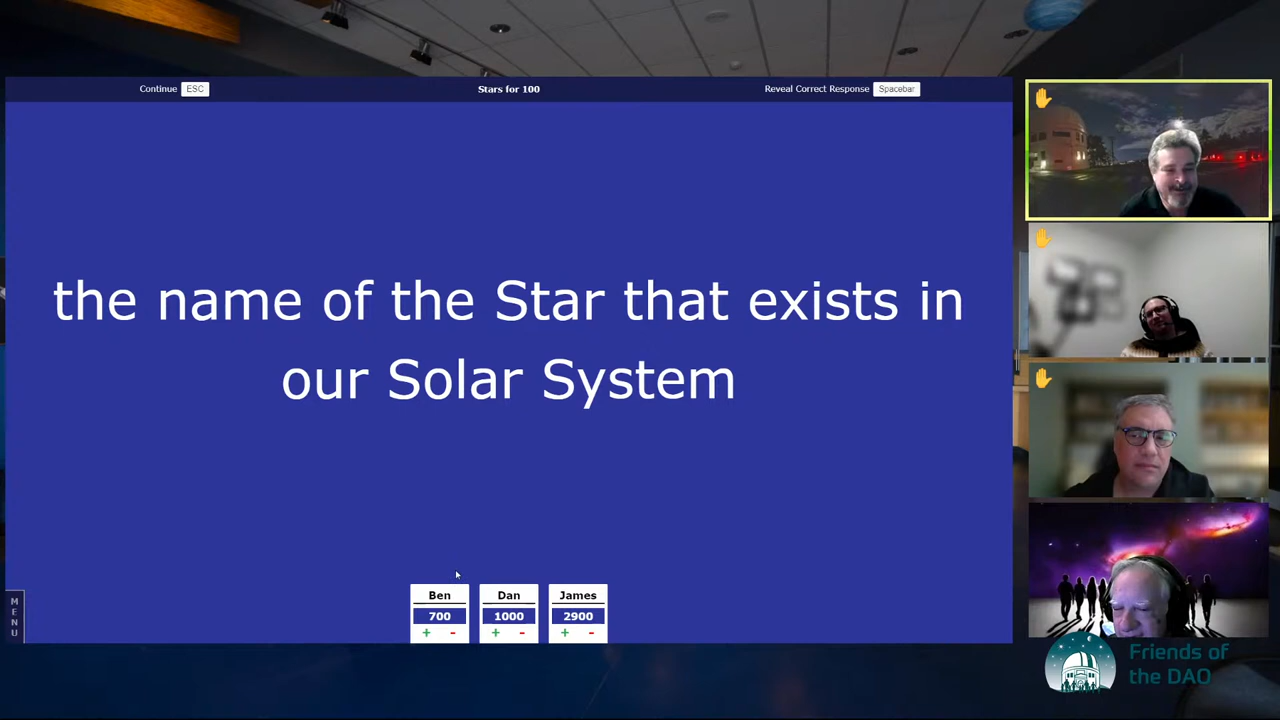 Continue ESC
Stars for 100
Reveal Correct Response Spacebar
the name of the Star that exists in
our Solar System
MENU
Ben
700
+ -
Dan
1000
+ -
James
2900
+ -
Friends of
the DAO